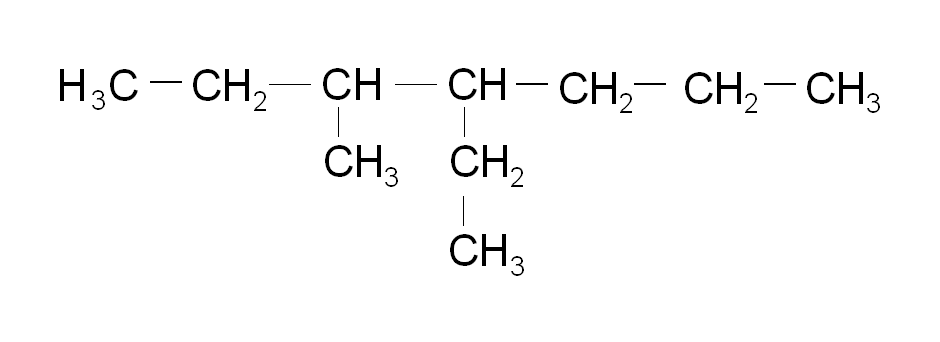 H₃C — CH₂ — CH — CH — CH₂ — CH₂ — CH₃
CH₃ CH₂
CH₃